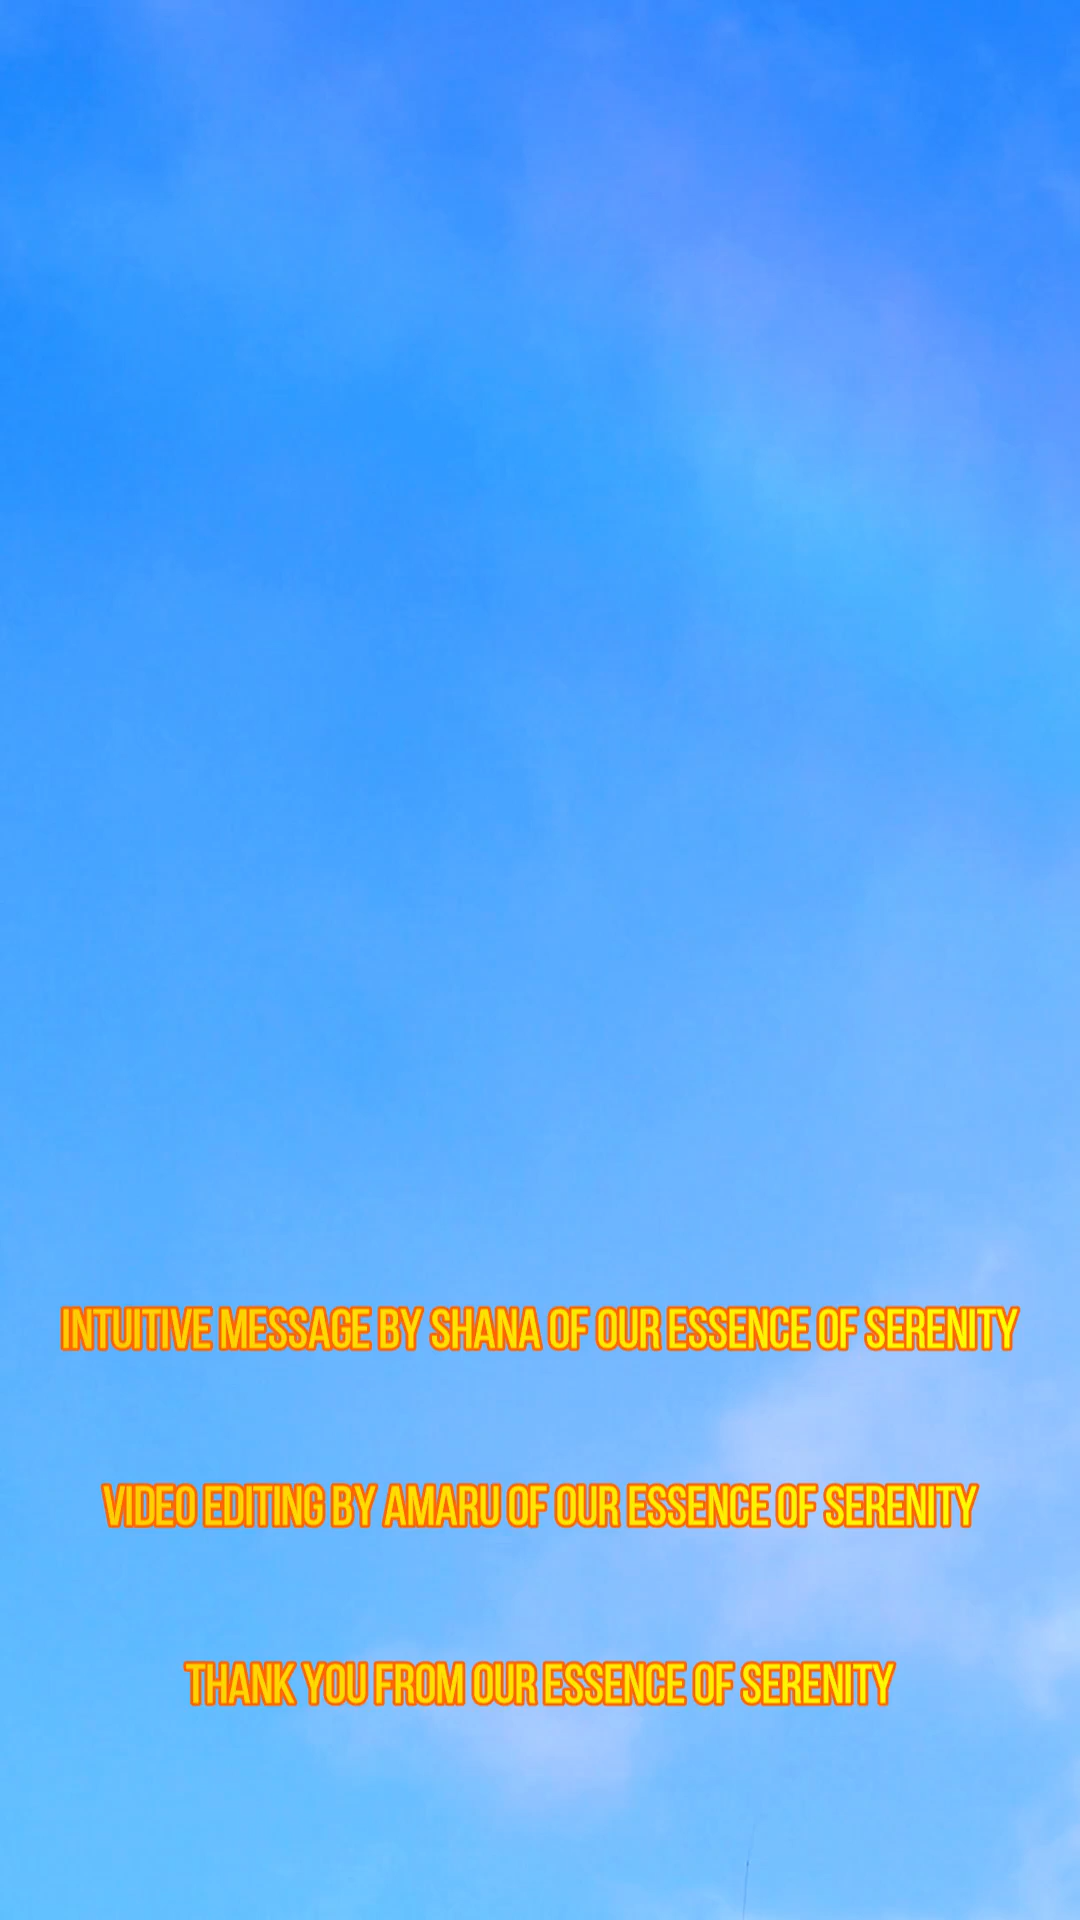 INTUITIVE MESSAGE BY SHANA OF OUR ESSENCE OF SERENITY
VIDEO EDITING BY AMARU OF OUR ESSENCE OF SERENITY
THANK YOU FROM OUR ESSENCE OF SERENITY